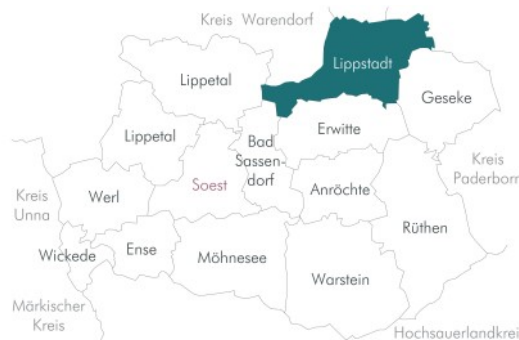 Kreis Warendorf
Lippstadt
Lippetal
Geseke
Lippetal
Bad
Sassen-
dorf
Erwitte
Kreis
Paderborn
Kreis
Unna
Werl
Soest
Anröchte
Rüthen
Wickede
Ense
Möhnesee
Warstein
Märkischer
Kreis
Hochsauerlandkrei